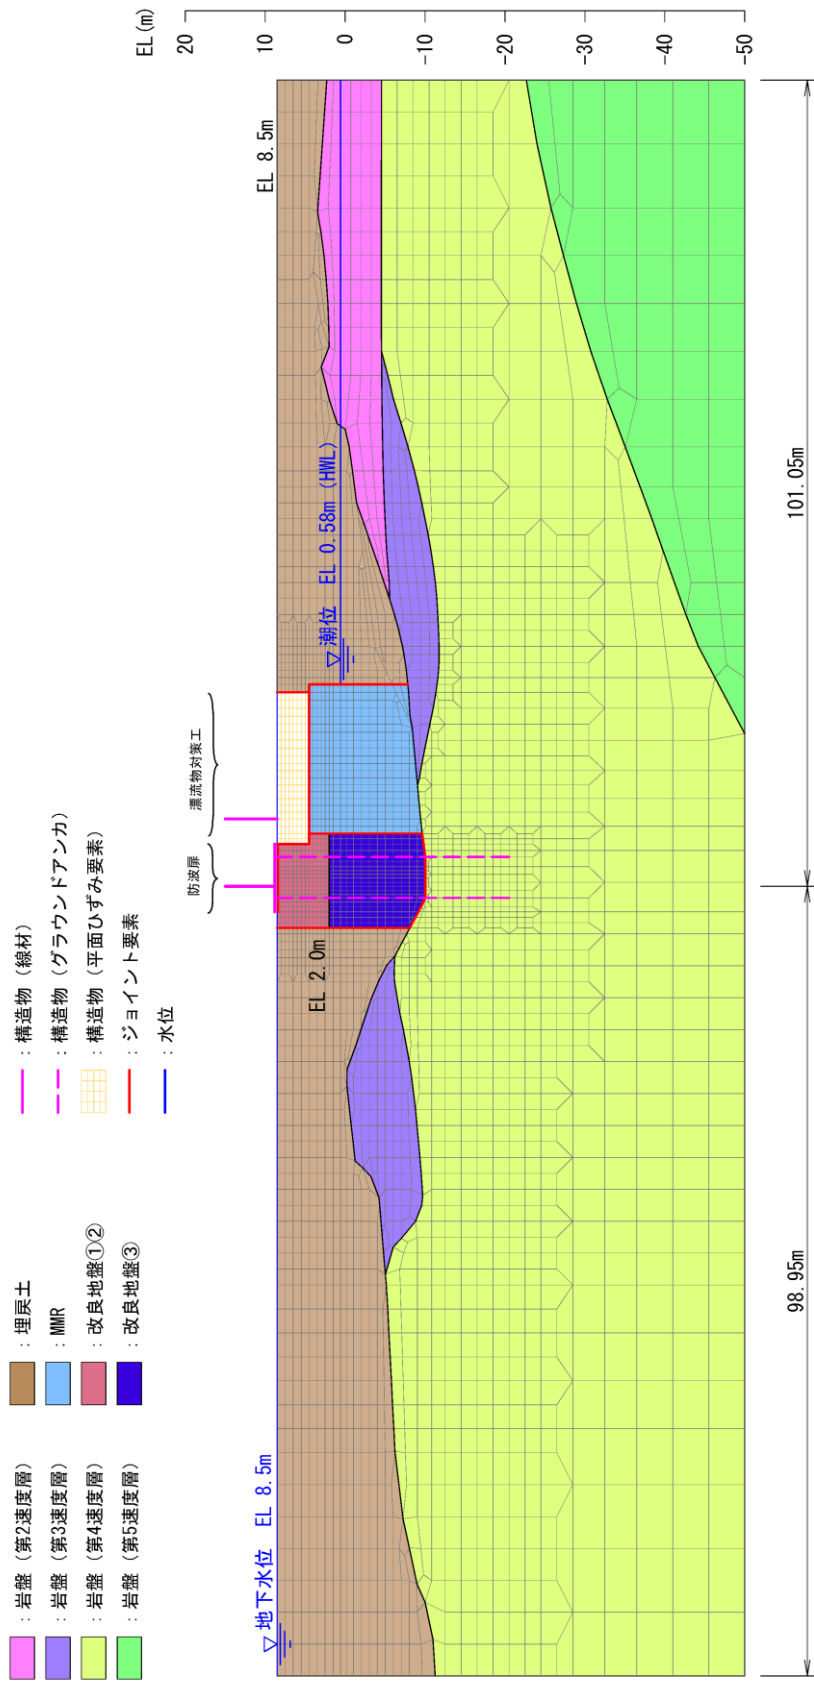 ：岩盤（第2速度層）
：岩盤（第3速度層）
：岩盤（第4速度層）
：岩盤（第5速度層）
：埋戻土
：MMR
：改良地盤①②
：改良地盤③
：構造物（線材）
：構造物（グラウンドアンカ）
：構造物（平面ひずみ要素）
：ジョイント要素
：水位
EL(m)
20
10
0
-10
-20
-30
-40
-50
防波扉
漂流物対策工
▽地下水位 EL 8.5m
EL 2.0m
▽潮位 EL 0.58m (HWL)
EL 8.5m
98.95m
101.05m